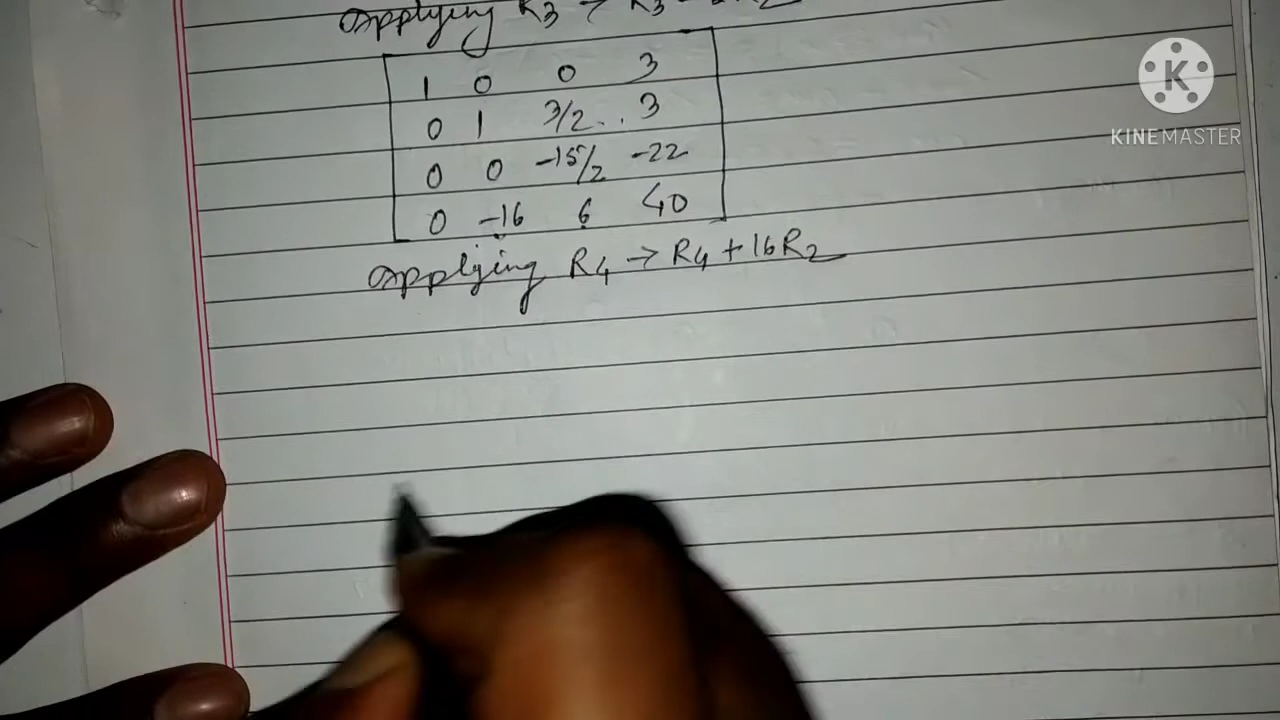 Applying R3 → R3
1 0 0 3
0 1 3/2 3
0 0 -15/2 -22
0 -16 6 40
Applying R4 → R4 + 16R2
K
KINEMASTER